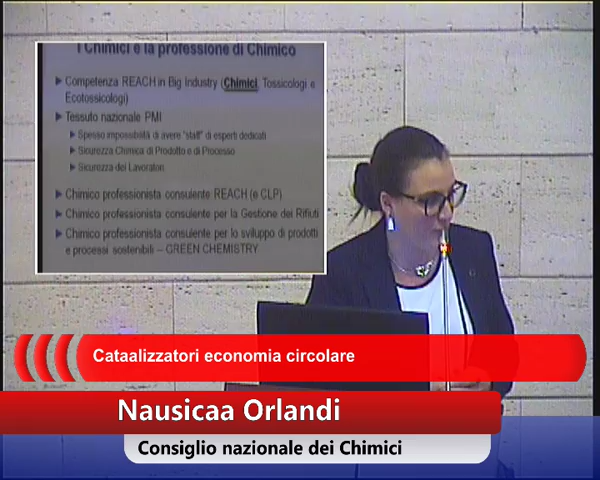 I Chimici e la professione di Chimico
Competenza REACH in Big Industry (Chimici, Tossicologi e
Ecotossicologi)
Tessuto nazionale PMI
Spesso impossibilità di avere "staff" di esperti dedicati
Sicurezza Chimica di Prodotto e di Processo
Sicurezza dei Lavoratori
Chimico professionista consulente REACH (e CLP)
Chimico professionista consulente per la Gestione dei Rifiuti
Chimico professionista consulente per lo sviluppo di prodotti
e processi sostenibili – GREEN CHEMISTRY
Cataalizzatori economia circolare
Nausicaa Orlandi
Consiglio nazionale dei Chimici